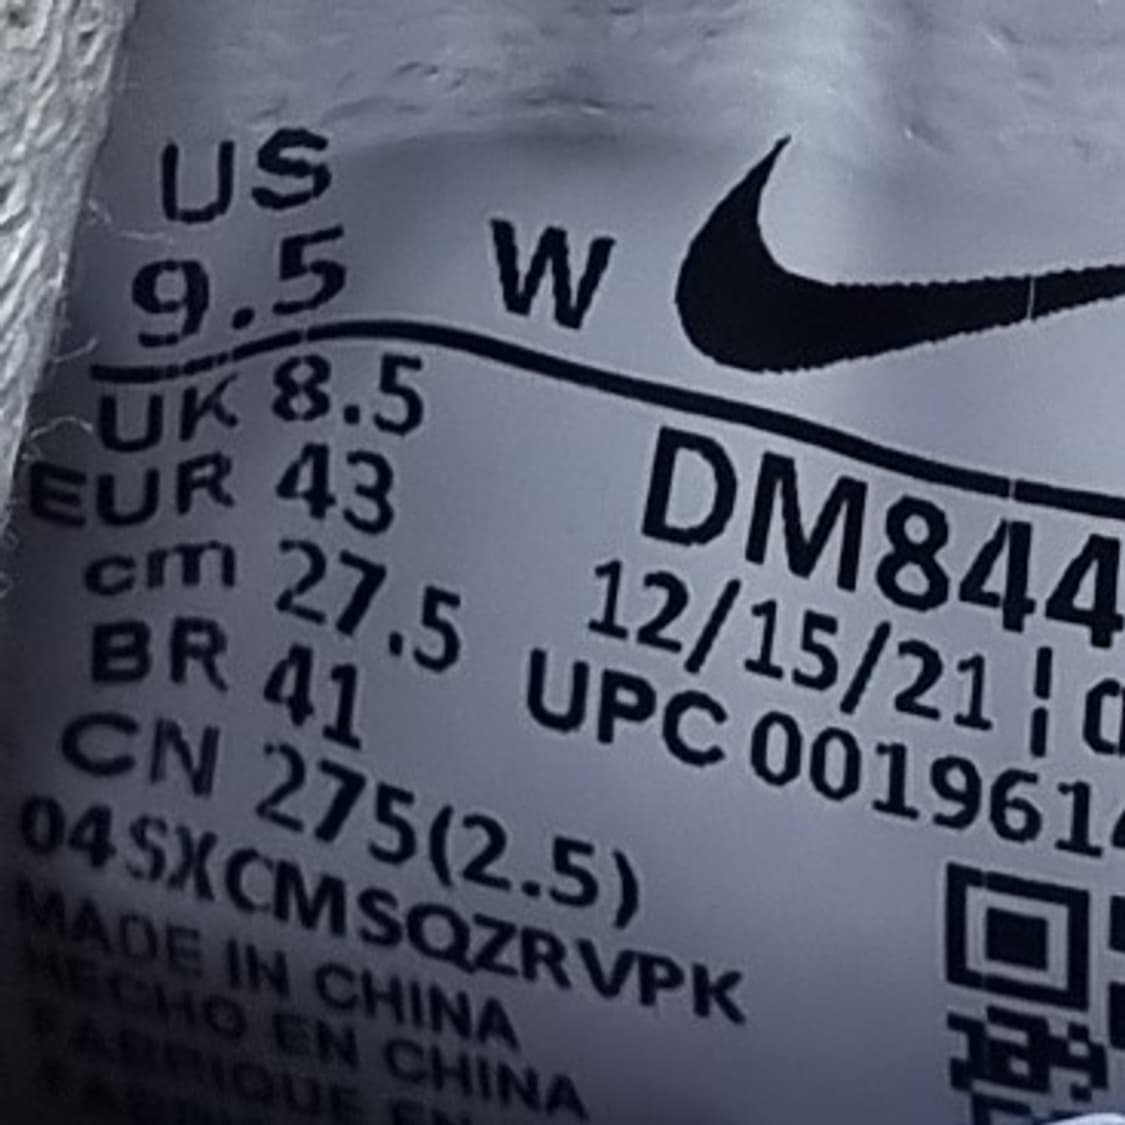 US
9.5 W
UK 8.5
EUR 43
cm 27.5
BR 41
CN 275(2.5)
DM844
12/15/21
UPC 0019614
04SXCMSQZRVPK
MADE IN CHINA
HECHO EN CHINA
FABRIQUE EN